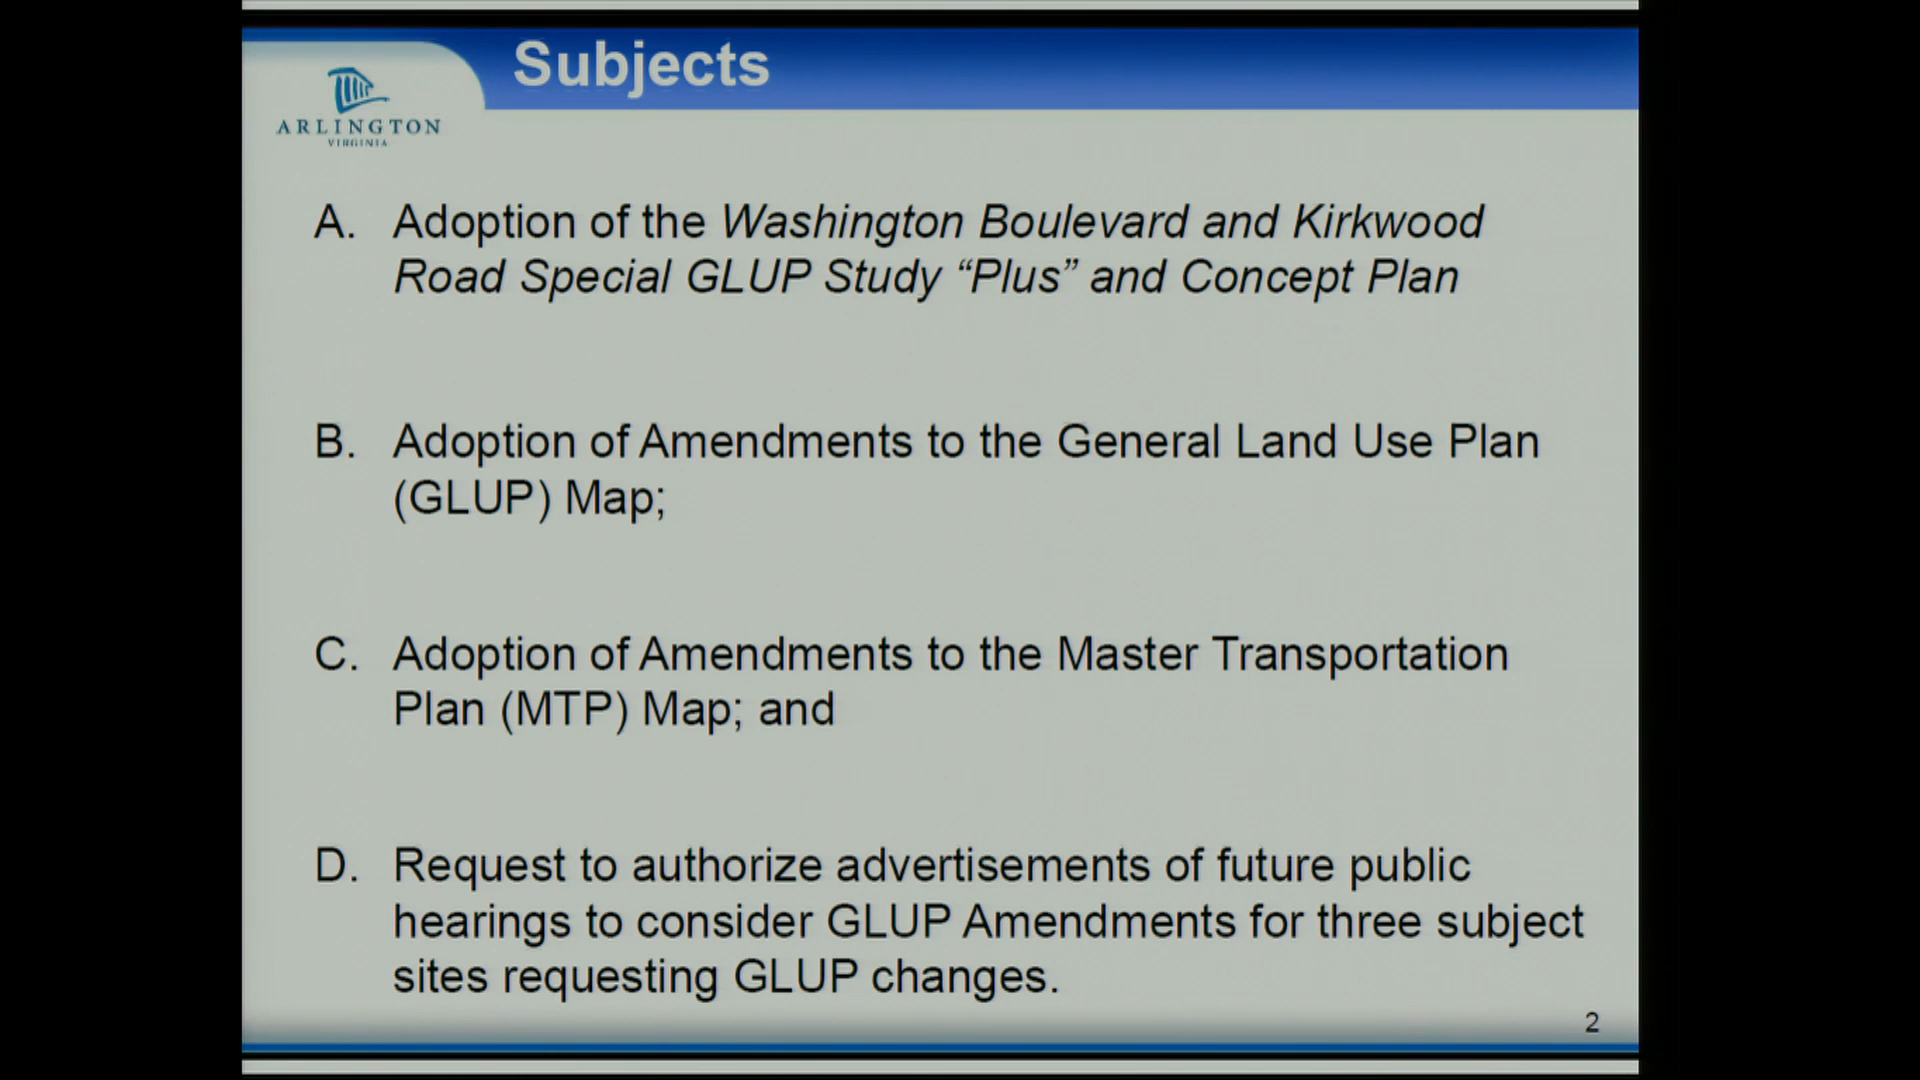 Subjects
ARLINGTON
VIRGINIA
A. Adoption of the Washington Boulevard and Kirkwood
Road Special GLUP Study “Plus” and Concept Plan
B. Adoption of Amendments to the General Land Use Plan
(GLUP) Map;
C. Adoption of Amendments to the Master Transportation
Plan (MTP) Map; and
D. Request to authorize advertisements of future public
hearings to consider GLUP Amendments for three subject
sites requesting GLUP changes.
2